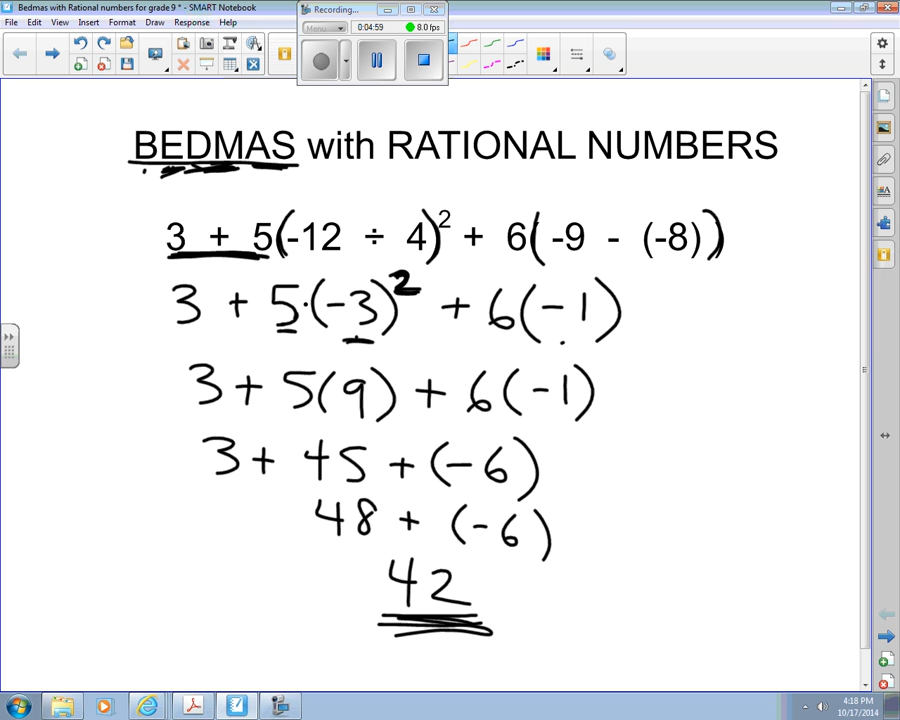 Bedmas with Rational numbers for grade 9 * - SMART Notebook
Recording...
File Edit View Insert Format Draw Response Help
Menu
0:04:59
8.0 fps
BEDMAS with RATIONAL NUMBERS
3 + 5(-12 ÷ 4)² + 6(-9 - (-8))
3 + 5·(-3)² + 6(-1)
3 + 5(9) + 6(-1)
3 + 45 + (-6)
48 + (-6)
42
4:18 PM
10/17/2014